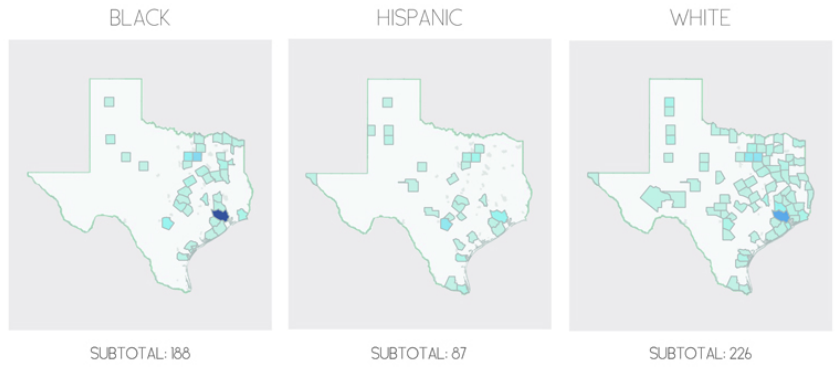 BLACK
HISPANIC
WHITE
SUBTOTAL: 188
SUBTOTAL: 87
SUBTOTAL: 226